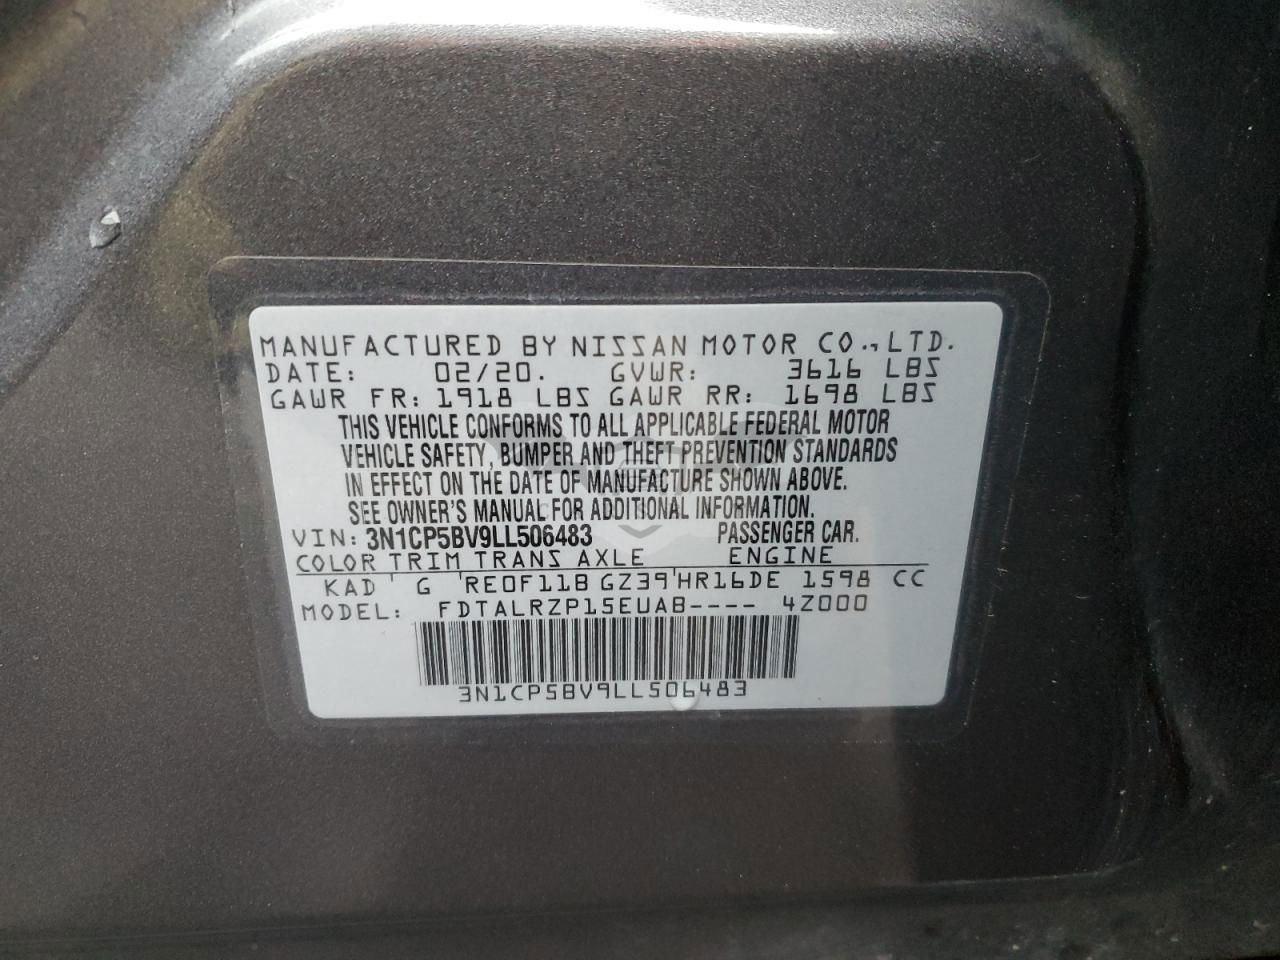 MANUFACTURED BY NISSAN MOTOR CO., LTD.
DATE: 02/20. GVWR: 3616 LBS
GAWR FR: 1918 LBS GAWR RR: 1698 LBS
THIS VEHICLE CONFORMS TO ALL APPLICABLE FEDERAL MOTOR
VEHICLE SAFETY, BUMPER AND THEFT PREVENTION STANDARDS
IN EFFECT ON THE DATE OF MANUFACTURE SHOWN ABOVE.
SEE OWNER'S MANUAL FOR ADDITIONAL INFORMATION.
VIN: 3N1CP5BV9LL506483 PASSENGER CAR.
COLOR TRIM TRANS AXLE ENGINE
KAD G RE0F11B GZ39 HR16DE 1598 CC
MODEL: FDTALRZP15EUAB---- 4Z000
3N1CP5BV9LL506483